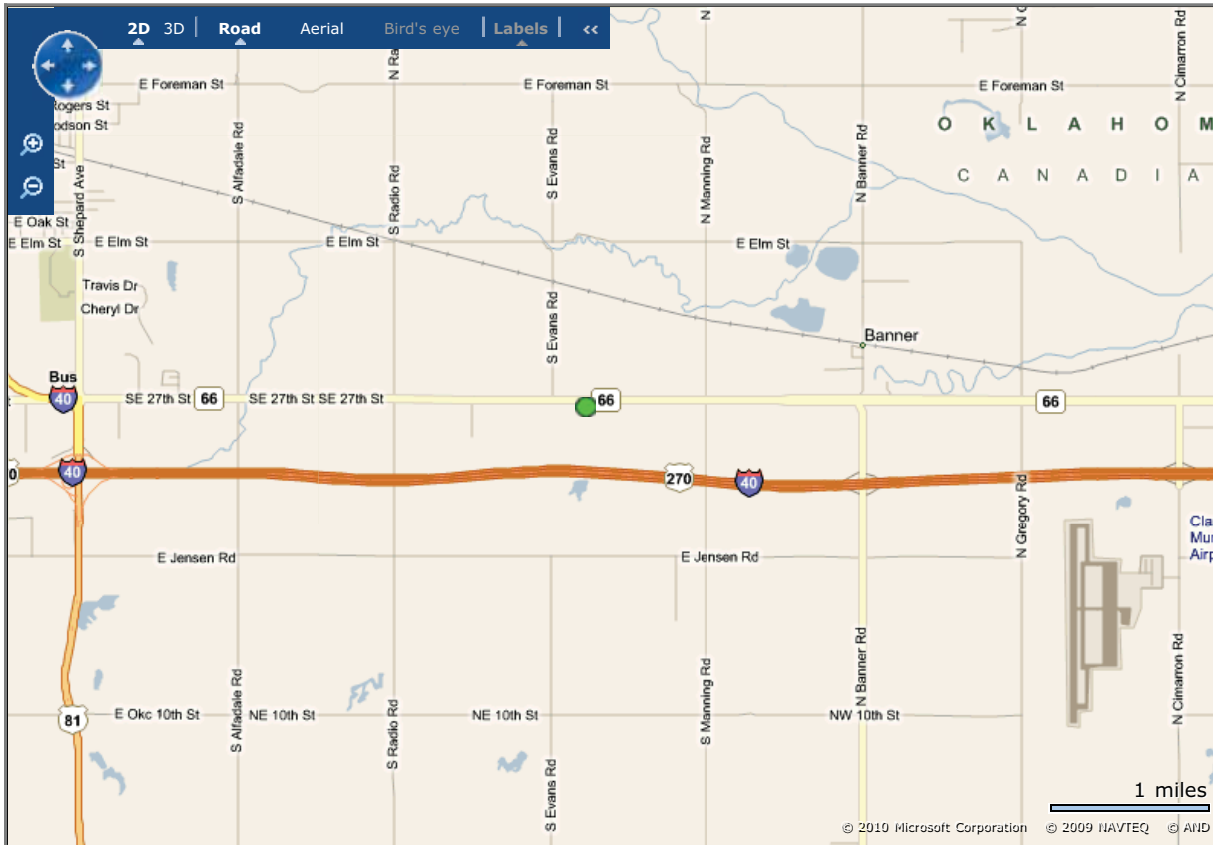 2D 3D Road Aerial Bird's eye Labels <<
N
N Ra
N Cimarron Rd
E Foreman St
E Foreman St
E Foreman St
Rogers St
odson St
St
S Alfadale Rd
S Evans Rd
N Manning Rd
N Banner Rd
O K L A H O M
C A N A D I A
S Shepard Ave
S Radio Rd
E Oak St
E Elm St
E Elm St
E Elm St
E Elm St
Travis Dr
Cheryl Dr
S Evans Rd
Banner
Bus
40
SE 27th St
66
SE 27th St SE 27th St
66
66
0
40
270
40
N Gregory Rd
Cla
Mun
Airp
E Jensen Rd
E Jensen Rd
S Alfadale Rd
S Radio Rd
S Manning Rd
N Banner Rd
N Cimarron Rd
81
E Okc 10th St
NE 10th St
NE 10th St
NW 10th St
S Evans Rd
1 miles
© 2010 Microsoft Corporation © 2009 NAVTEQ © AND